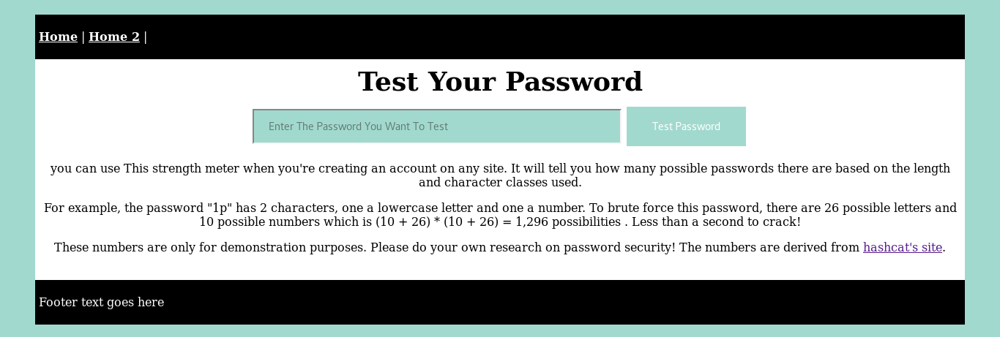 Home | Home 2 |
Test Your Password
Enter The Password You Want To Test Test Password
you can use This strength meter when you're creating an account on any site. It will tell you how many possible passwords there are based on the length
and character classes used.
For example, the password "1p" has 2 characters, one a lowercase letter and one a number. To brute force this password, there are 26 possible letters and
10 possible numbers which is (10 + 26) * (10 + 26) = 1,296 possibilities . Less than a second to crack!
These numbers are only for demonstration purposes. Please do your own research on password security! The numbers are derived from hashcat's site.
Footer text goes here